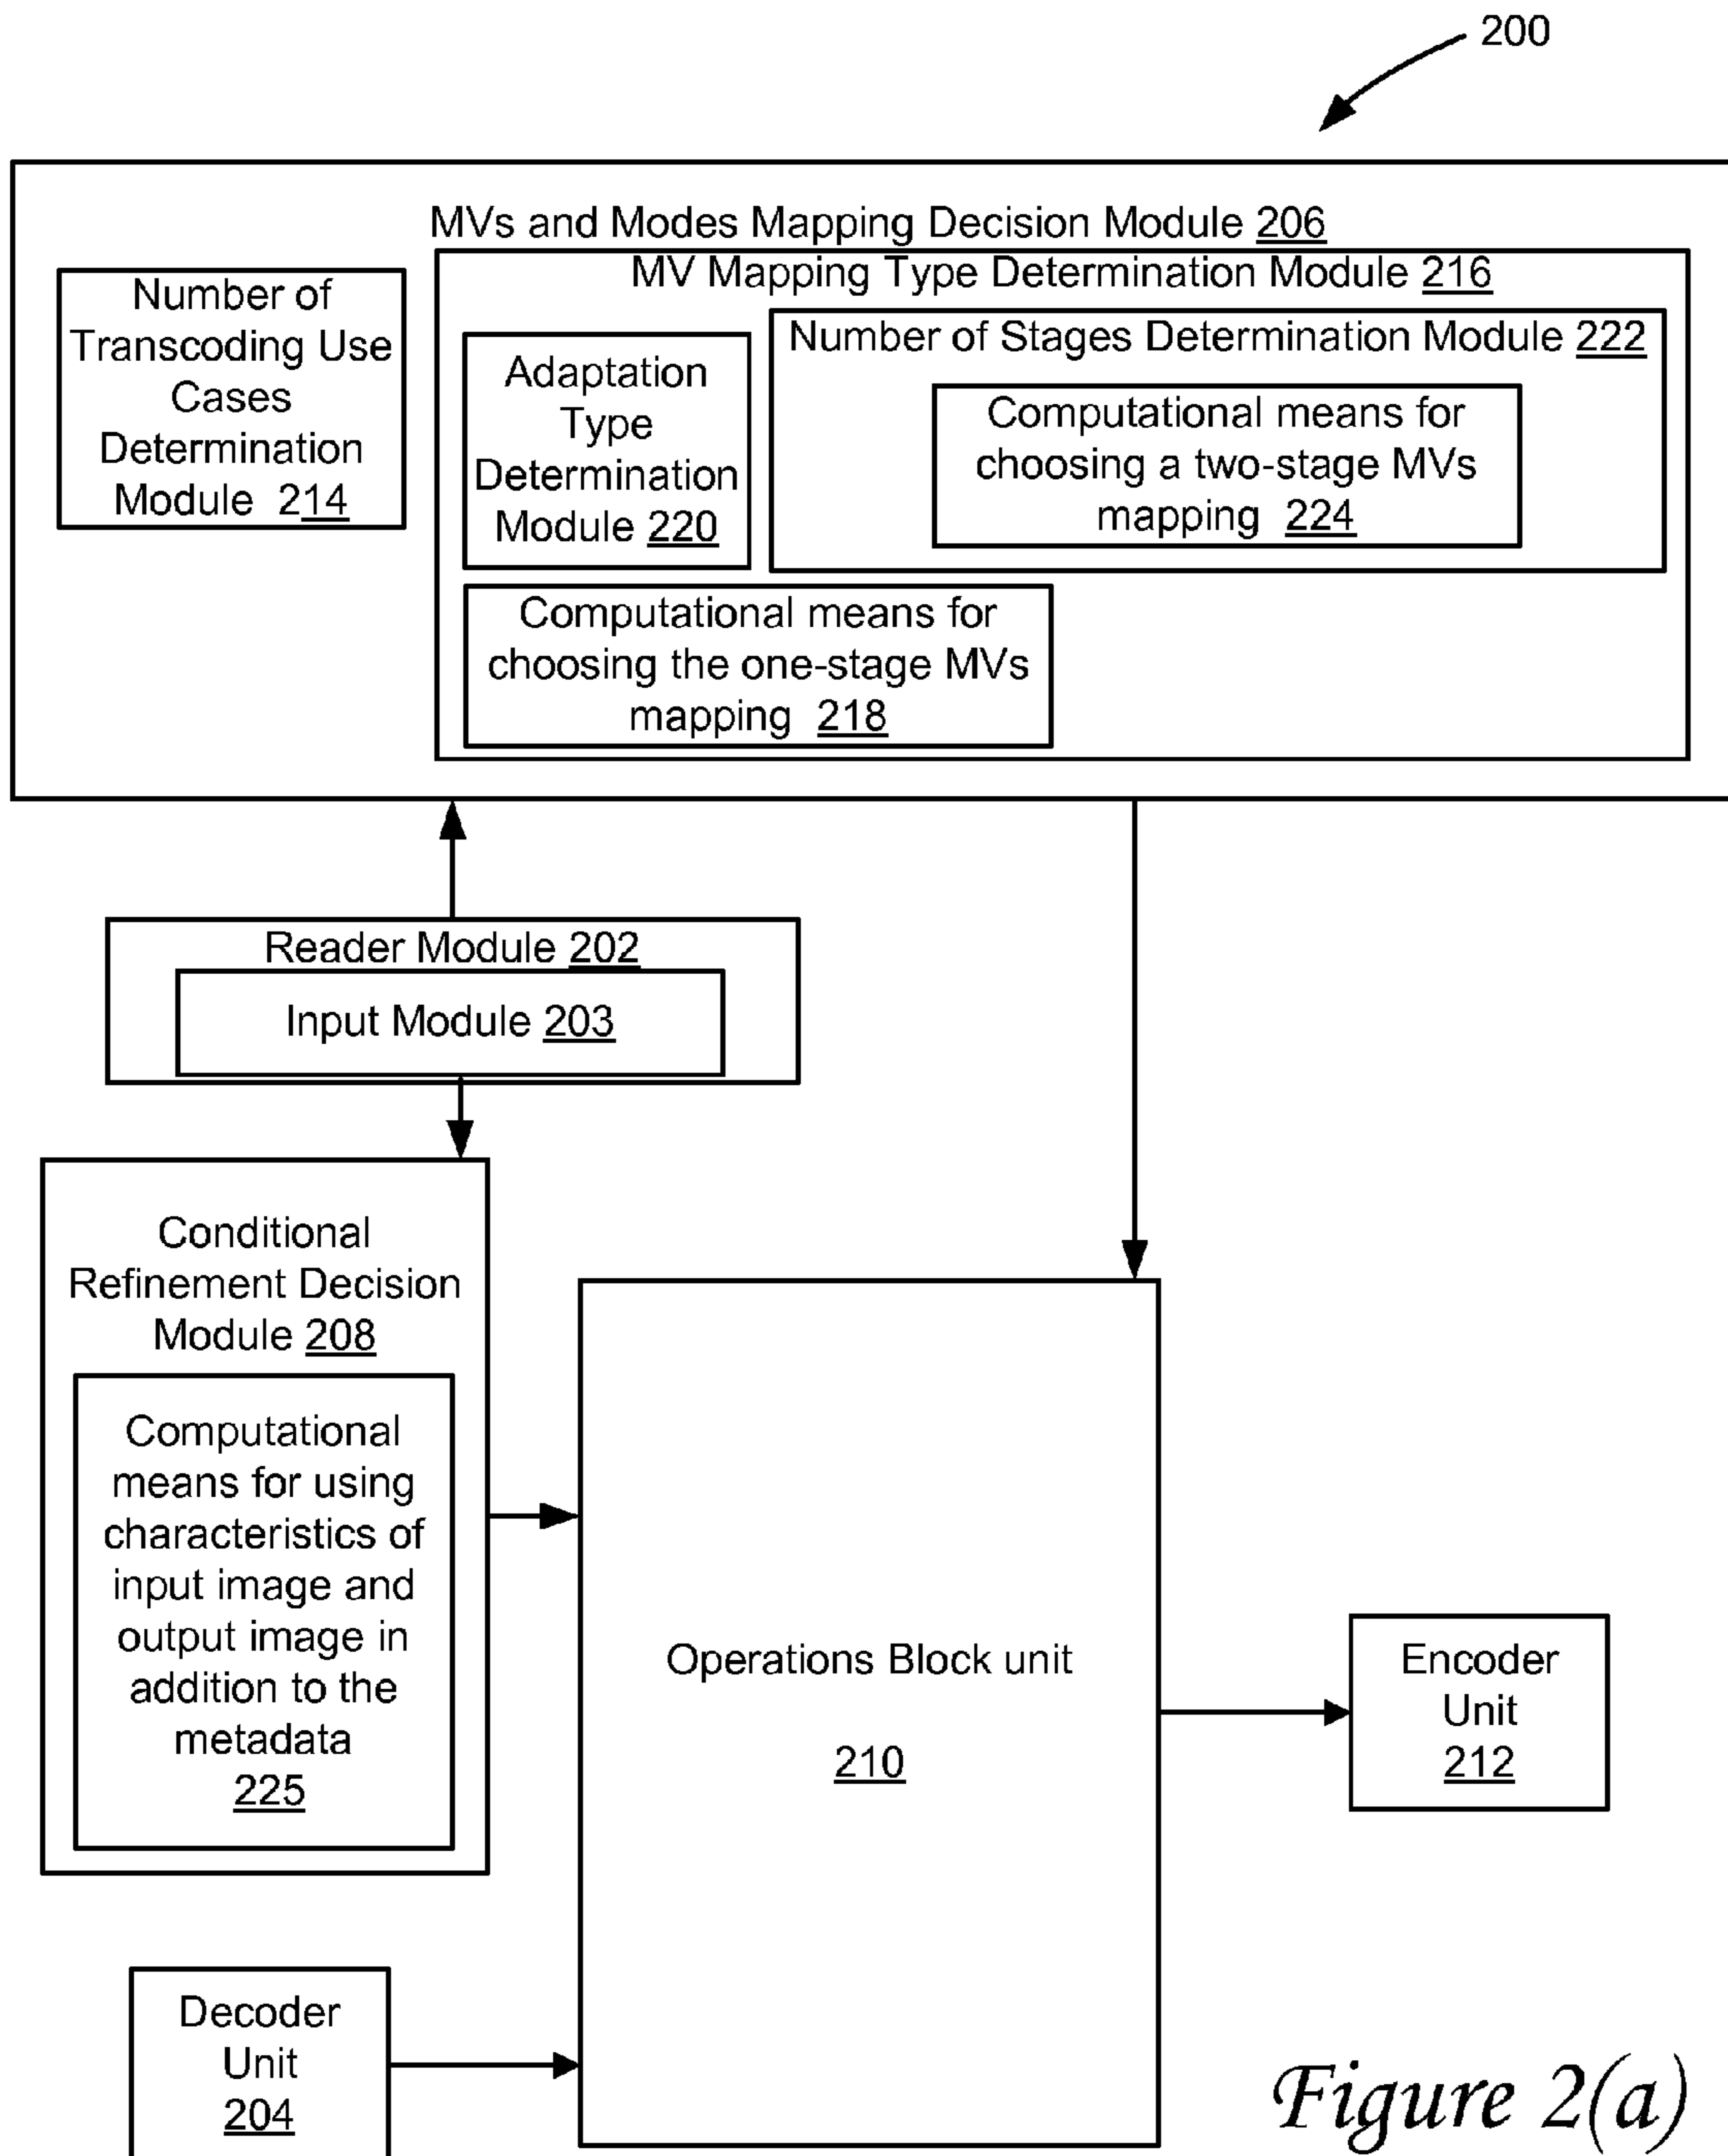 200
MVs and Modes Mapping Decision Module 206
Number of
Transcoding Use
Cases
Determination
Module 214
MV Mapping Type Determination Module 216
Adaptation
Type
Determination
Module 220
Number of Stages Determination Module 222
Computational means for
choosing a two-stage MVs
mapping 224
Computational means for
choosing the one-stage MVs
mapping 218
Reader Module 202
Input Module 203
Conditional
Refinement Decision
Module 208
Computational
means for using
characteristics of
input image and
output image in
addition to the
metadata
225
Operations Block unit
210
Encoder
Unit
212
Decoder
Unit
204
Figure 2(a)